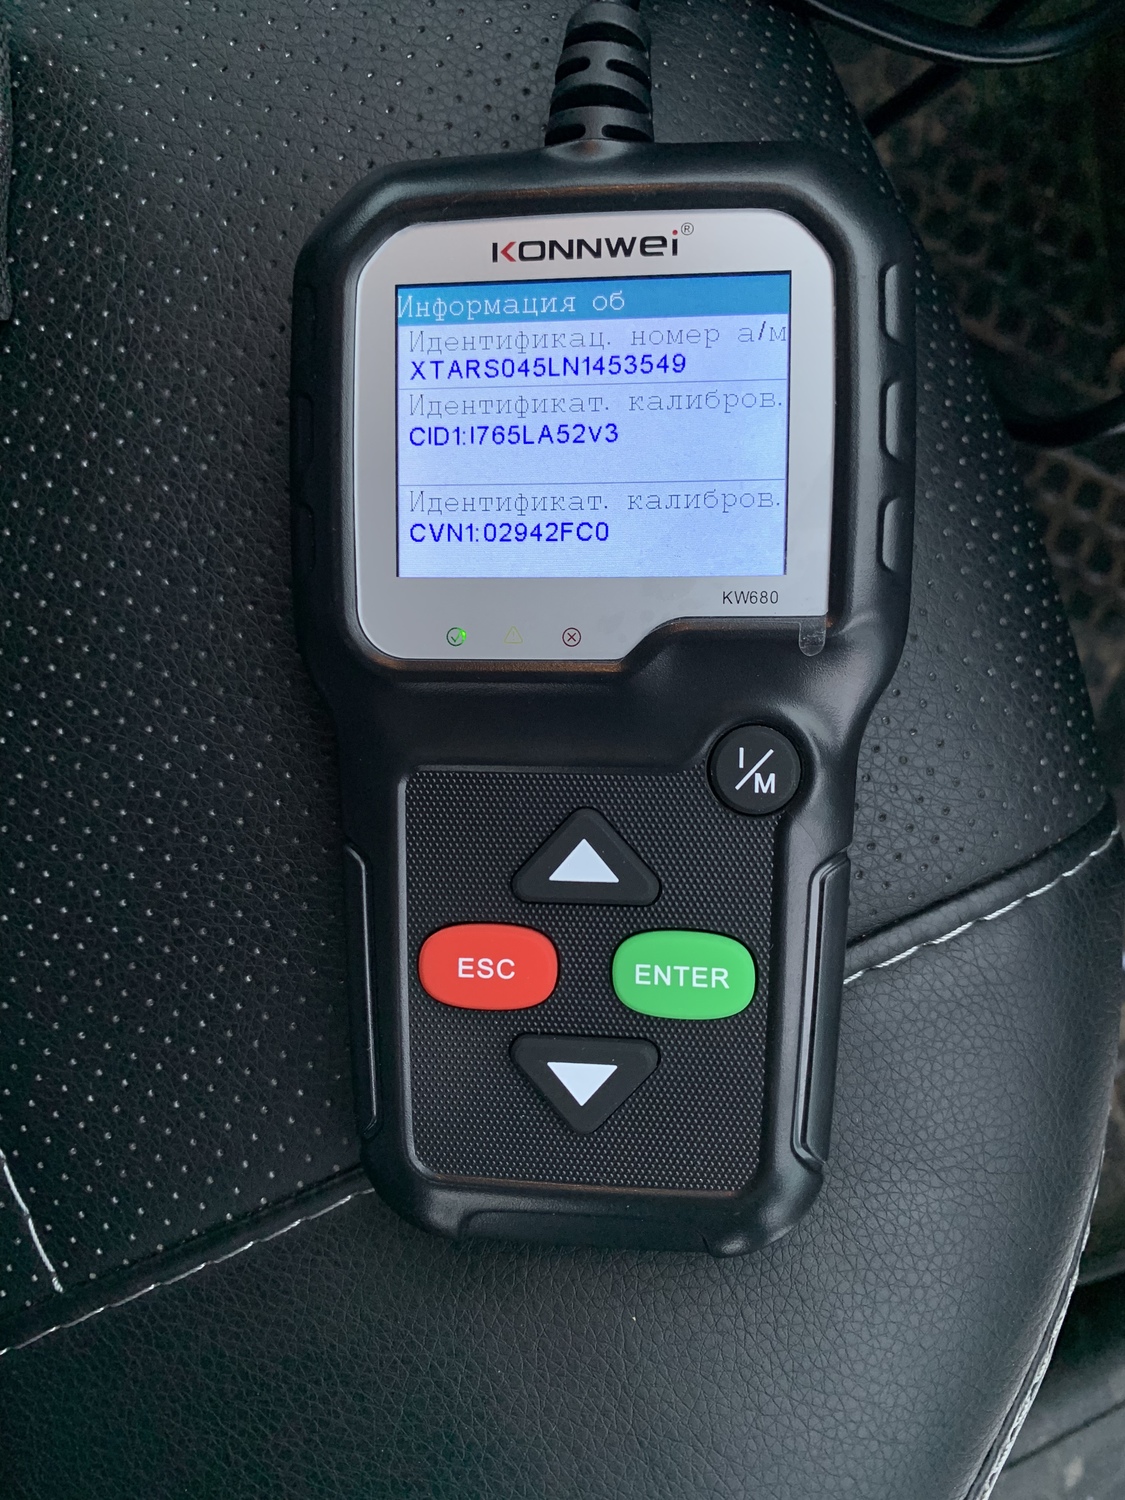 KONNWEI®
Информация об
Идентификац. номер а/м
XTARS045LN1453549
Идентификат. калибров.
CID1:I765LA52v3
Идентификат. калибров.
CVN1:02942FC0
KW680
I/M
ESC
ENTER